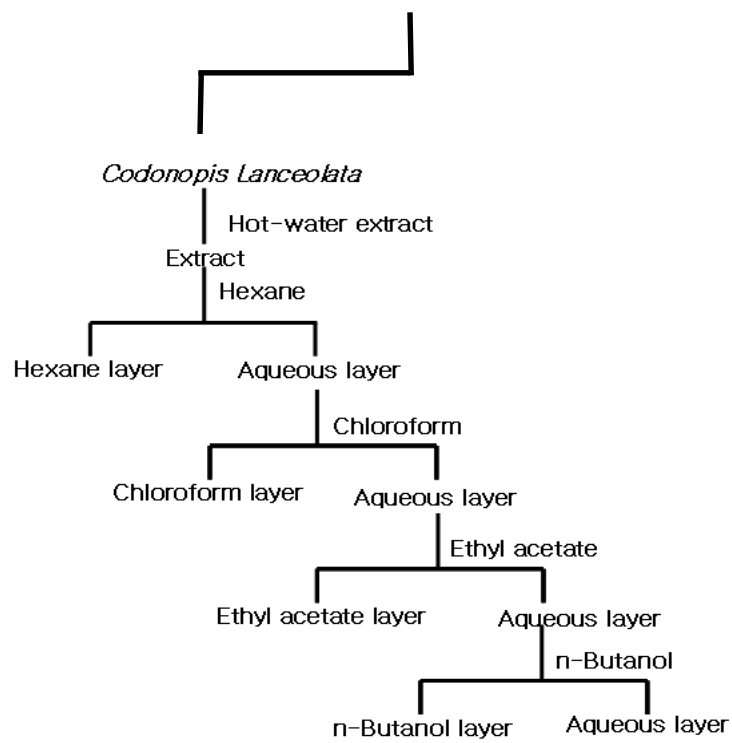 Codonopis Lanceolata
Hot-water extract
Extract
Hexane
Hexane layer
Aqueous layer
Chloroform
Chloroform layer
Aqueous layer
Ethyl acetate
Ethyl acetate layer
Aqueous layer
n-Butanol
n-Butanol layer
Aqueous layer